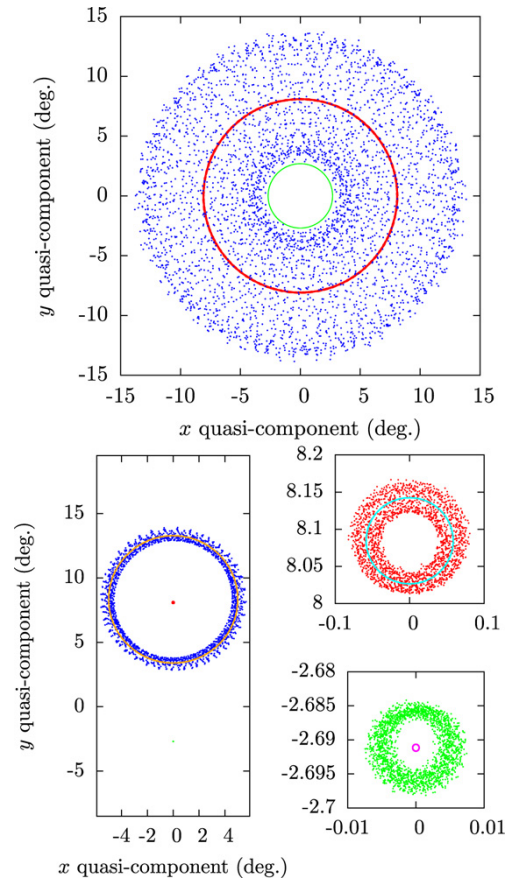 15
10
5
0
-5
-10
-15
-15 -10 -5 0 5 10 15
y quasi-component (deg.)
x quasi-component (deg.)
15
10
5
0
-5
-4 -2 0 2 4
y quasi-component (deg.)
x quasi-component (deg.)
8.2
8.15
8.1
8.05
8
-0.1 0 0.1
-2.68
-2.685
-2.69
-2.695
-2.7
-0.01 0 0.01